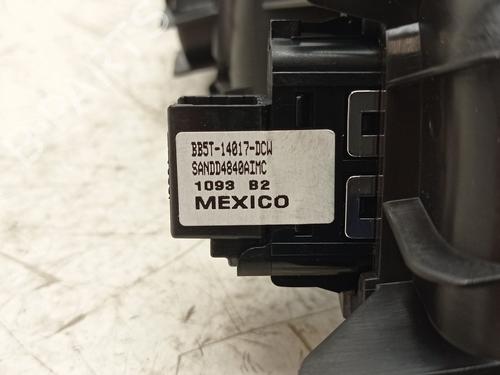 BB5T-14017-DCW
SANDD4840AIMC
1093 B2
MEXICO